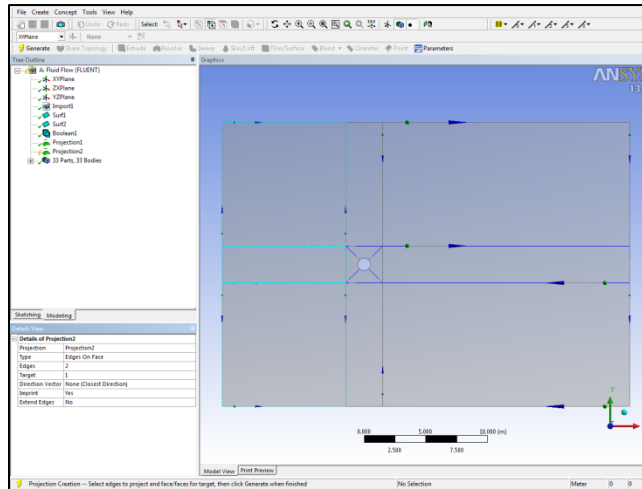 File Create Concept Tools View Help
Undo Redo Select:
XYPlane None
Generate Share Topology Extrude Revolve Sweep Skin/Loft Thin/Surface Blend Chamfer Point Parameters
Tree Outline
A: Fluid Flow (FLUENT)
XYPlane
ZXPlane
YZPlane
Import1
Surf1
Surf2
Boolean1
Projection1
Projection2
33 Parts, 33 Bodies
Sketching Modeling
Details View
Details of Projection2
Projection Projection2
Type Edges On Face
Edges 2
Target 1
Direction Vector None (Closest Direction)
Imprint Yes
Extend Edges No
Graphics
ANSYS
13
Y
0.000 5.000 10.000 (m)
2.500 7.500
Model View Print Preview
Projection Creation -- Select edges to project and face/faces for target, then click Generate when finished No Selection Meter 0 0